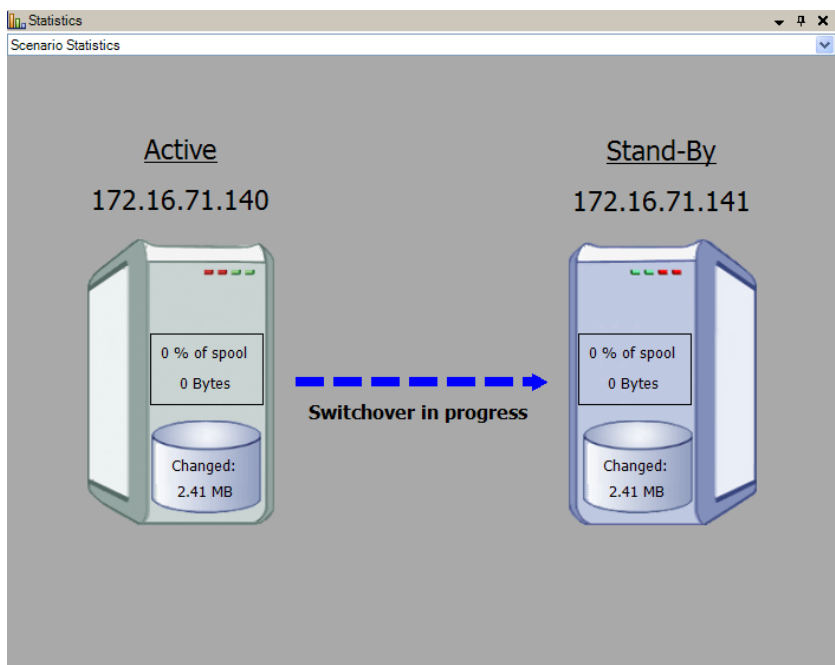 Statistics
Scenario Statistics
Active
Stand-By
172.16.71.140
172.16.71.141
0 % of spool
0 Bytes
0 % of spool
0 Bytes
Switchover in progress
Changed:
2.41 MB
Changed:
2.41 MB